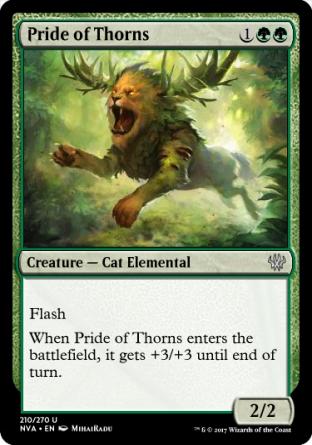 Pride of Thorns 1
Creature — Cat Elemental
Flash
When Pride of Thorns enters the
battlefield, it gets +3/+3 until end of
turn.
2/2
210/270 U
NVA • EN MihaiRadu
™ & © 2017 Wizards of the Coast